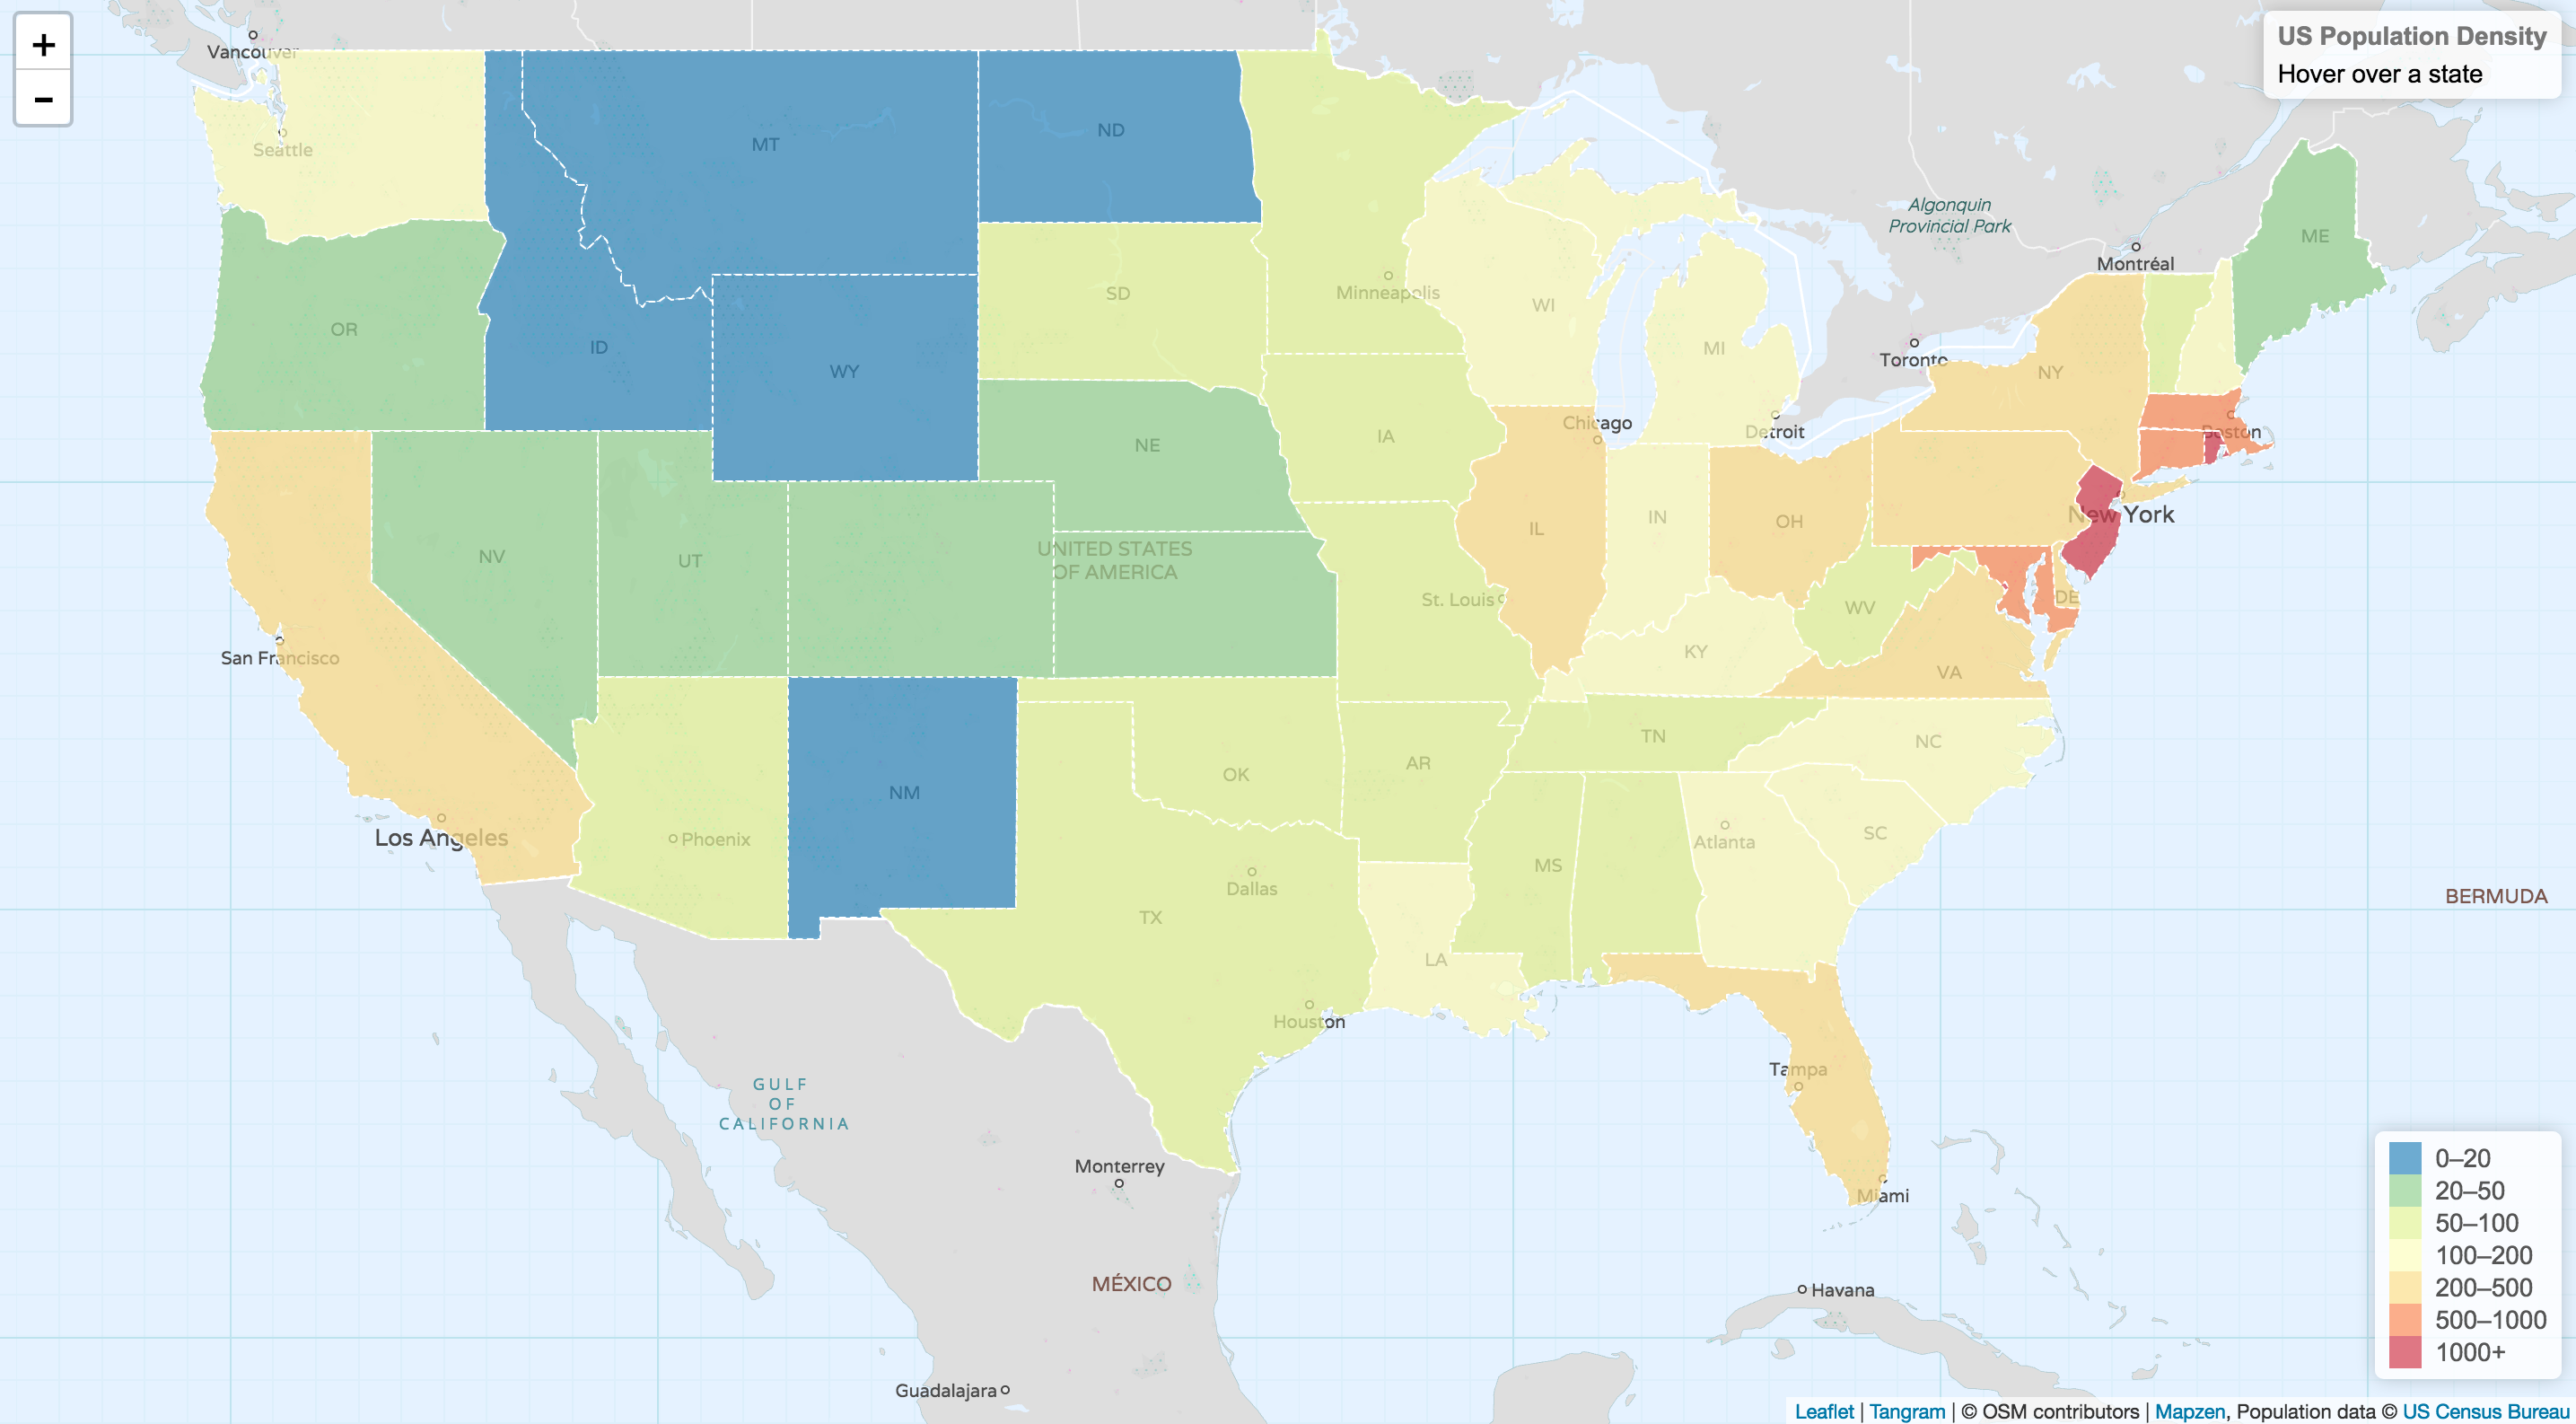 +
−
US Population Density
Hover over a state
Vancouver
Seattle
MT
ND
Algonquin
Provincial Park
ME
Montréal
SD
Minneapolis
WI
OR
ID
MI
Toronto
WY
NY
Chicago
Detroit
Boston
IA
NE
New York
IL
IN
OH
NV
UT
UNITED STATES
OF AMERICA
St. Louis
WV
DE
San Francisco
KY
VA
TN
NC
OK
AR
NM
Los Angeles
Phoenix
Atlanta
SC
Dallas
MS
BERMUDA
TX
LA
Houston
Tampa
GULF
OF
CALIFORNIA
Monterrey
Miami
MÉXICO
Havana
Guadalajara
0–20
20–50
50–100
100–200
200–500
500–1000
1000+
Leaflet | Tangram | © OSM contributors | Mapzen, Population data © US Census Bureau